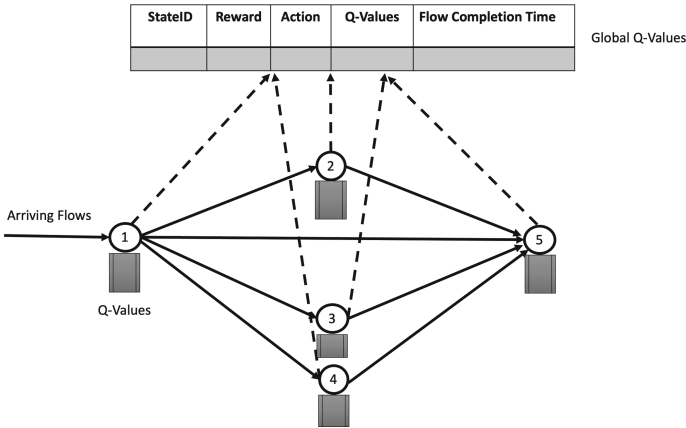 StateID Reward Action Q-Values Flow Completion Time
Global Q-Values
2
Arriving Flows
1
5
Q-Values
3
4